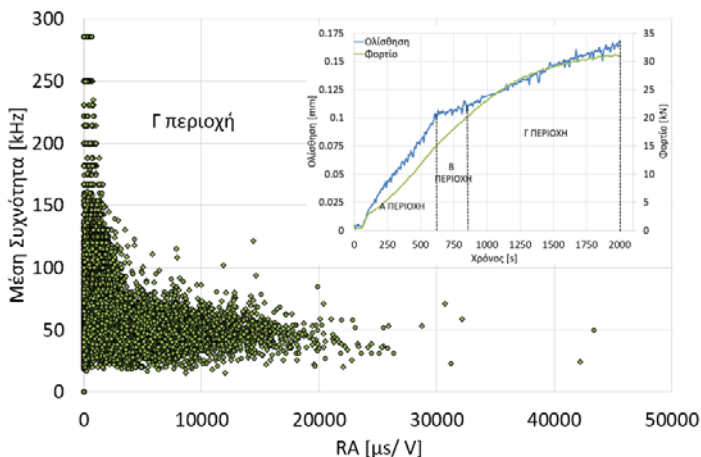 300
250
200
150
100
50
0
Μέση Συχνότητα [kHz]
0 10000 20000 30000 40000 50000
RA [μs/ V]
Γ περιοχή
Ολίσθηση
Φορτίο
0.175
0.15
0.125
0.1
0.075
0.05
0.025
0
Ολίσθηση [mm]
35
30
25
20
15
10
5
0
Φορτίο [kN]
Α ΠΕΡΙΟΧΗ
Β
ΠΕΡΙΟΧΗ
Γ ΠΕΡΙΟΧΗ
0 250 500 750 1000 1250 1500 1750 2000
Χρόνος [s]